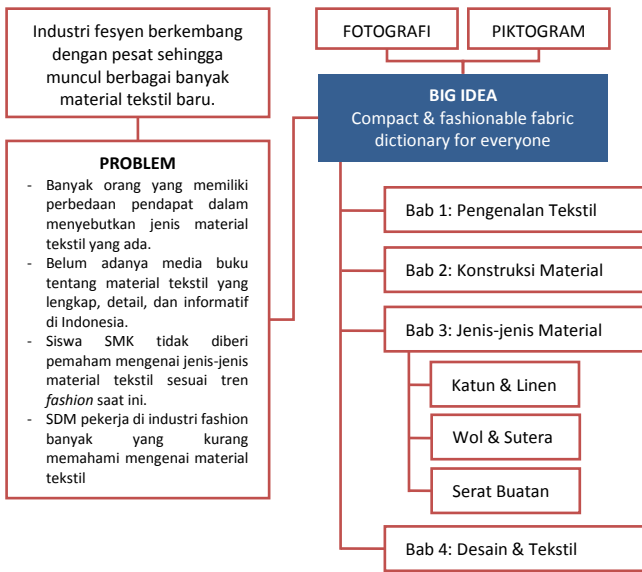 Industri fesyen berkembang
dengan pesat sehingga
muncul berbagai banyak
material tekstil baru.
PROBLEM
- Banyak orang yang memiliki
perbedaan pendapat dalam
menyebutkan jenis material
tekstil yang ada.
- Belum adanya media buku
tentang material tekstil yang
lengkap, detail, dan informatif
di Indonesia.
- Siswa SMK tidak diberi
pemaham mengenai jenis-jenis
material tekstil sesuai tren
fashion saat ini.
- SDM pekerja di industri fashion
banyak yang kurang
memahami mengenai material
tekstil
FOTOGRAFI
PIKTOGRAM
BIG IDEA
Compact & fashionable fabric
dictionary for everyone
Bab 1: Pengenalan Tekstil
Bab 2: Konstruksi Material
Bab 3: Jenis-jenis Material
Katun & Linen
Wol & Sutera
Serat Buatan
Bab 4: Desain & Tekstil